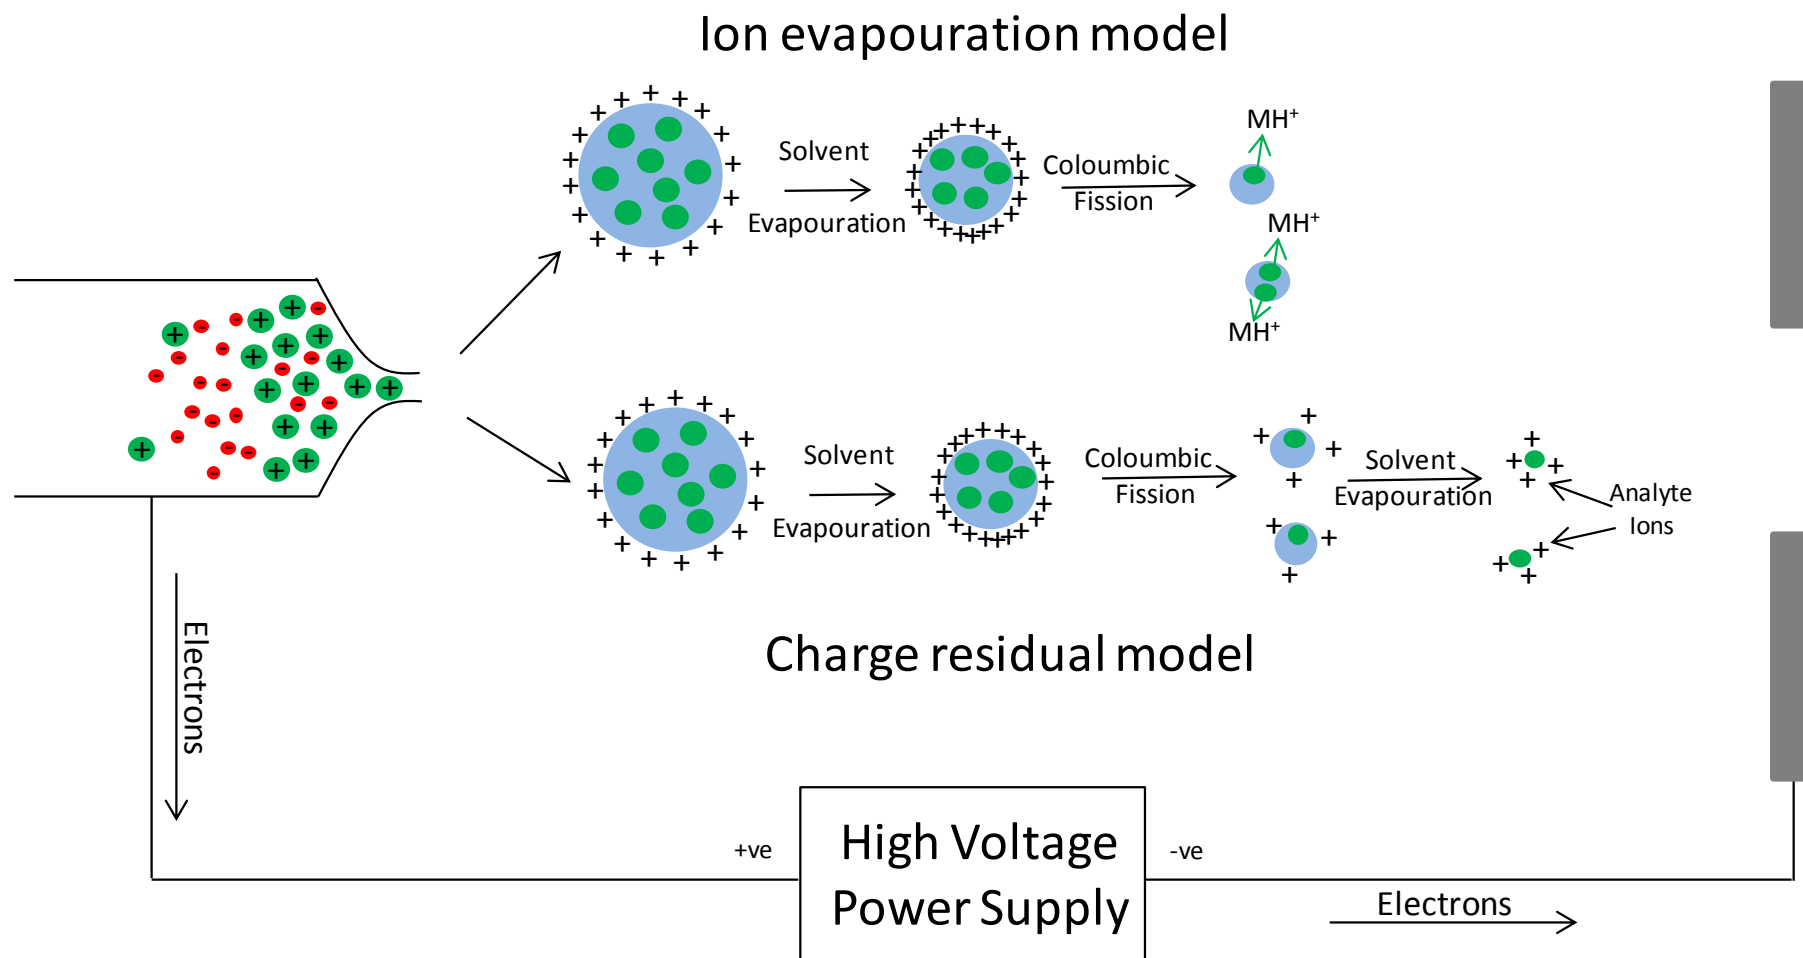 Ion evapouration model
Solvent
Evapouration
Coloumbic
Fission
MH⁺
MH⁺
MH⁺
Solvent
Evapouration
Coloumbic
Fission
Solvent
Evapouration
Analyte
Ions
Charge residual model
Electrons
+ve
High Voltage
Power Supply
-ve
Electrons